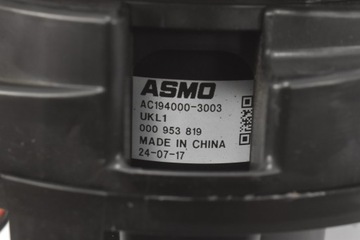 ASMO
AC194000-3003
UKL1
000 953 819
MADE IN CHINA
24-07-17